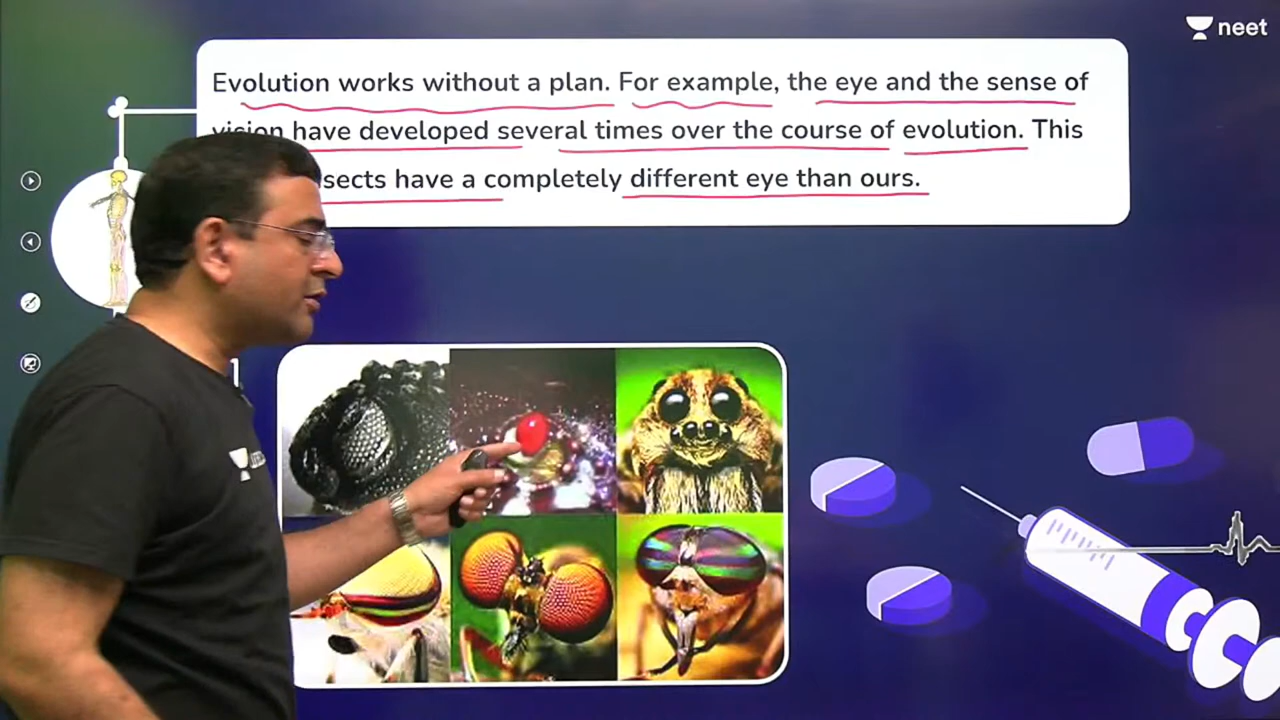 neet
Evolution works without a plan. For example, the eye and the sense of
vision have developed several times over the course of evolution. This
sects have a completely different eye than ours.